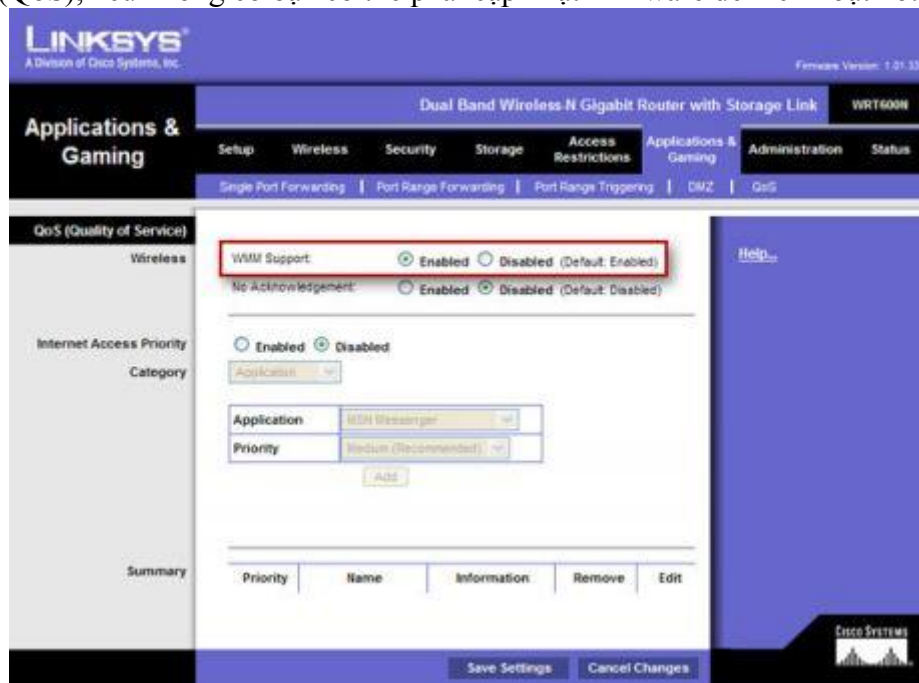 LINKSYS®
A Division of Cisco Systems, Inc.
Firmware Version: 1.01.33
Dual Band Wireless-N Gigabit Router with Storage Link WRT600N
Applications & Gaming
Setup Wireless Security Storage Access Restrictions Applications & Gaming Administration Status
Single Port Forwarding | Port Range Forwarding | Port Range Triggering | DMZ | QoS
QoS (Quality of Service)
Wireless
WMM Support: Enabled Disabled (Default: Enabled)
Help...
No Acknowledgement: Enabled Disabled (Default: Disabled)
Internet Access Priority
Enabled Disabled
Category
Application
Application MSN Messenger
Priority Medium (Recommended)
Add
Summary
Priority Name Information Remove Edit
CISCO SYSTEMS
Save Settings Cancel Changes